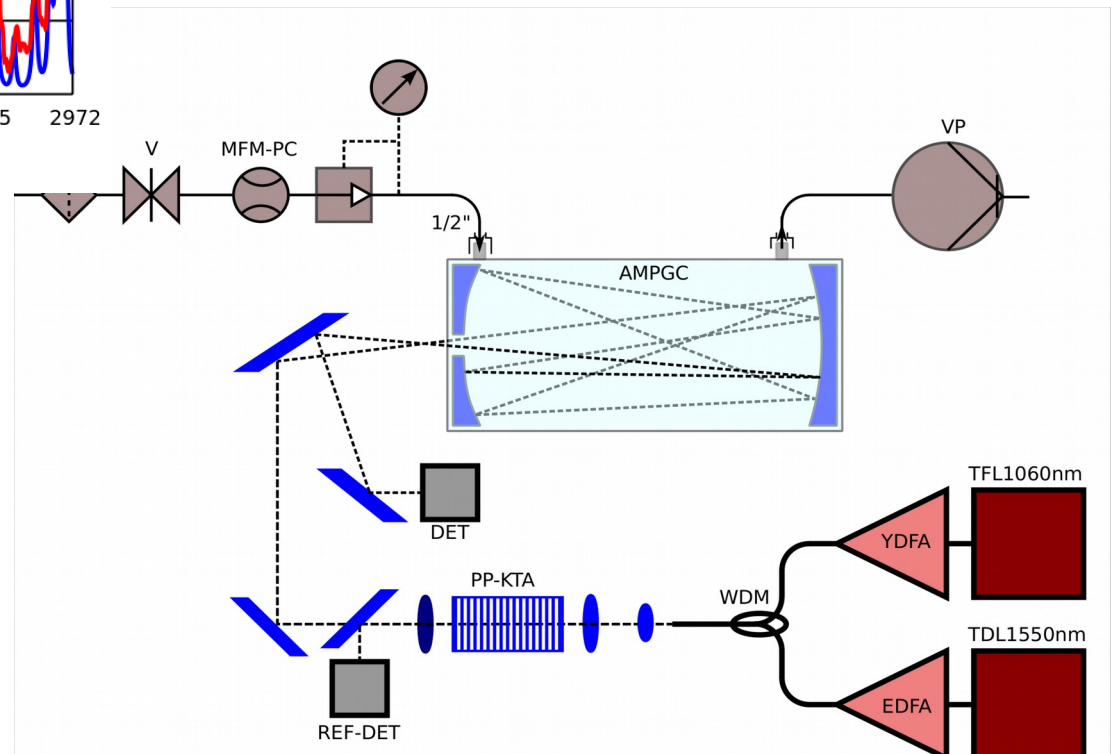 5 2972
V
MFM-PC
VP
1/2"
AMPGC
DET
TFL1060nm
YDFA
PP-KTA
WDM
TDL1550nm
EDFA
REF-DET